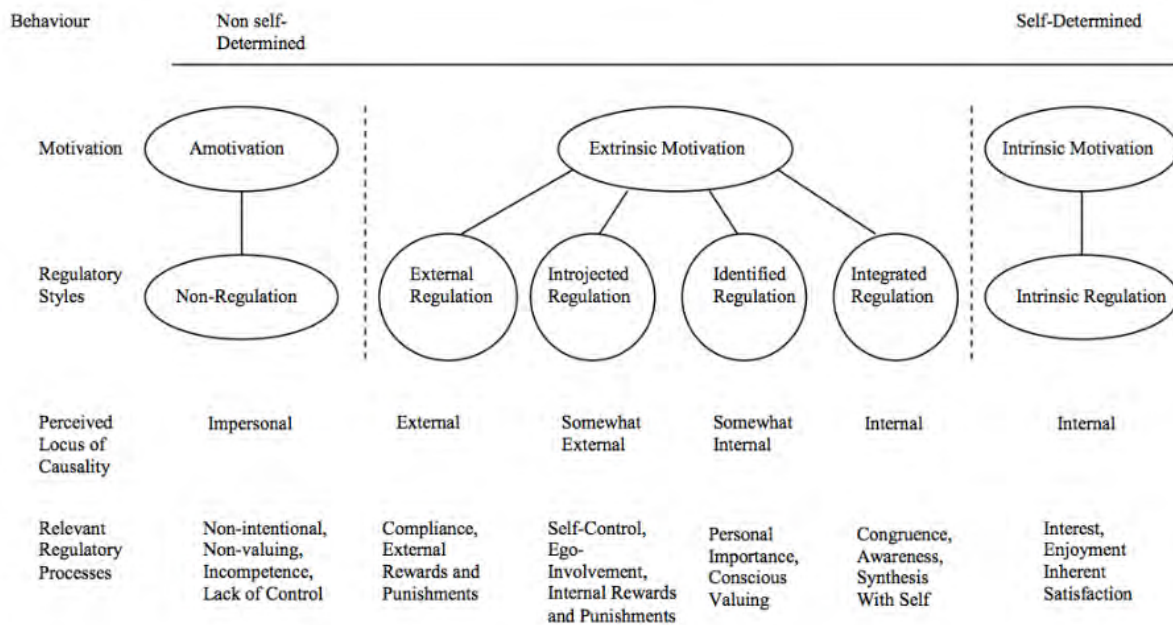 Behaviour
Non self-
Determined
Self-Determined
Motivation
Amotivation
Extrinsic Motivation
Intrinsic Motivation
Regulatory
Styles
Non-Regulation
External
Regulation
Introjected
Regulation
Identified
Regulation
Integrated
Regulation
Intrinsic Regulation
Perceived
Locus of
Causality
Impersonal
External
Somewhat
External
Somewhat
Internal
Internal
Internal
Relevant
Regulatory
Processes
Non-intentional,
Non-valuing,
Incompetence,
Lack of Control
Compliance,
External
Rewards and
Punishments
Self-Control,
Ego-
Involvement,
Internal Rewards
and Punishments
Personal
Importance,
Conscious
Valuing
Congruence,
Awareness,
Synthesis
With Self
Interest,
Enjoyment
Inherent
Satisfaction